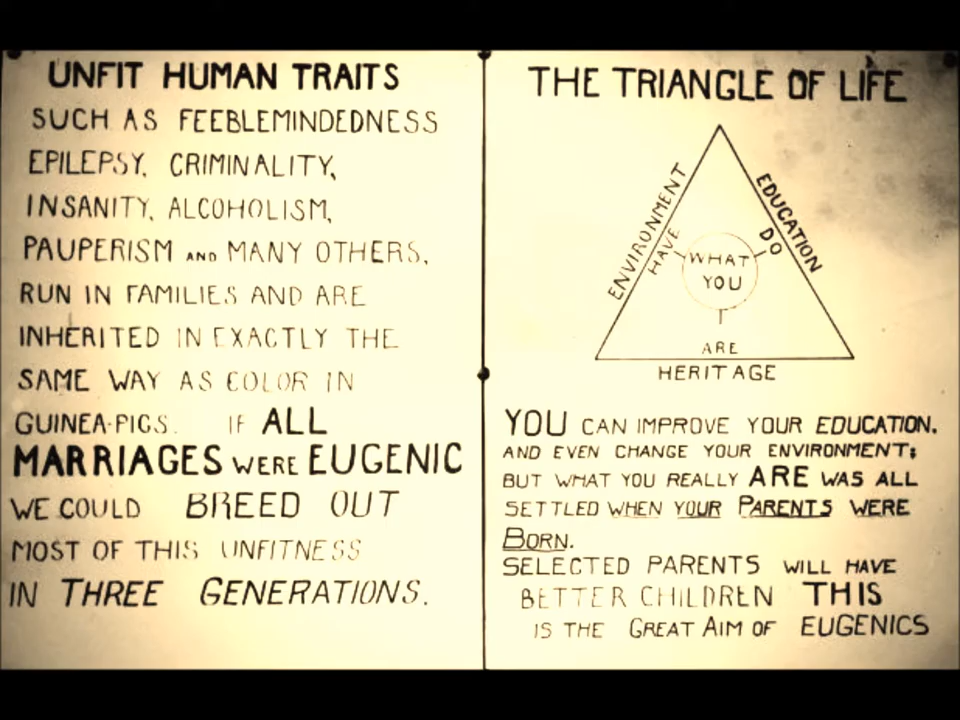 UNFIT HUMAN TRAITS
SUCH AS FEEBLEMINDEDNESS
EPILEPSY, CRIMINALITY,
INSANITY, ALCOHOLISM,
PAUPERISM AND MANY OTHERS,
RUN IN FAMILIES AND ARE
INHERITED IN EXACTLY THE
SAME WAY AS COLOR IN
GUINEA-PIGS. IF ALL
MARRIAGES WERE EUGENIC
WE COULD BREED OUT
MOST OF THIS UNFITNESS
IN THREE GENERATIONS.
THE TRIANGLE OF LIFE
ENVIRONMENT
HAVE
EDUCATION
DO
WHAT
YOU
ARE
HERITAGE
YOU CAN IMPROVE YOUR EDUCATION,
AND EVEN CHANGE YOUR ENVIRONMENT;
BUT WHAT YOU REALLY ARE WAS ALL
SETTLED WHEN YOUR PARENTS WERE
BORN.
SELECTED PARENTS WILL HAVE
BETTER CHILDREN THIS
IS THE GREAT AIM OF EUGENICS